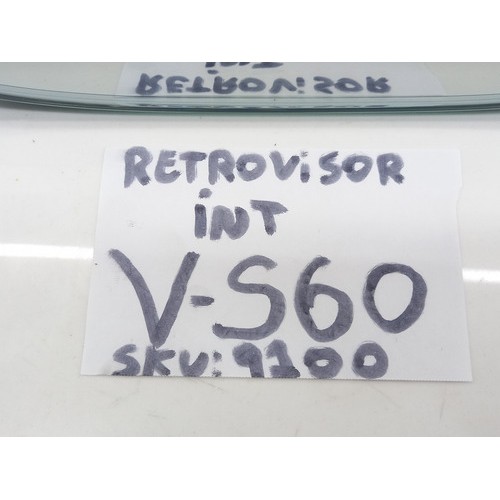 RETROViSOR
iNT
V-S60
SKU: 9100